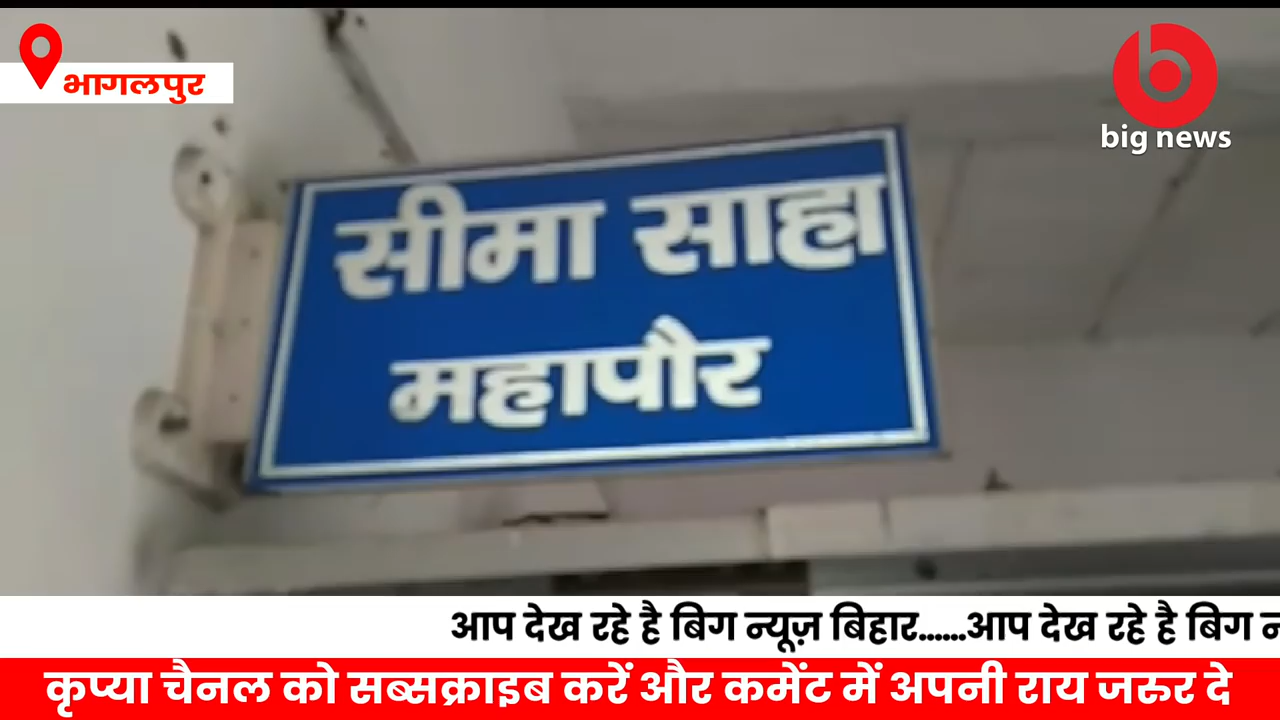 भागलपुर
big news
सीमा साहा
महापौर
आप देख रहे है बिग न्यूज़ बिहार......आप देख रहे है बिग
कृप्या चैनल को सब्सक्राइब करें और कमेंट में अपनी राय जरुर दे